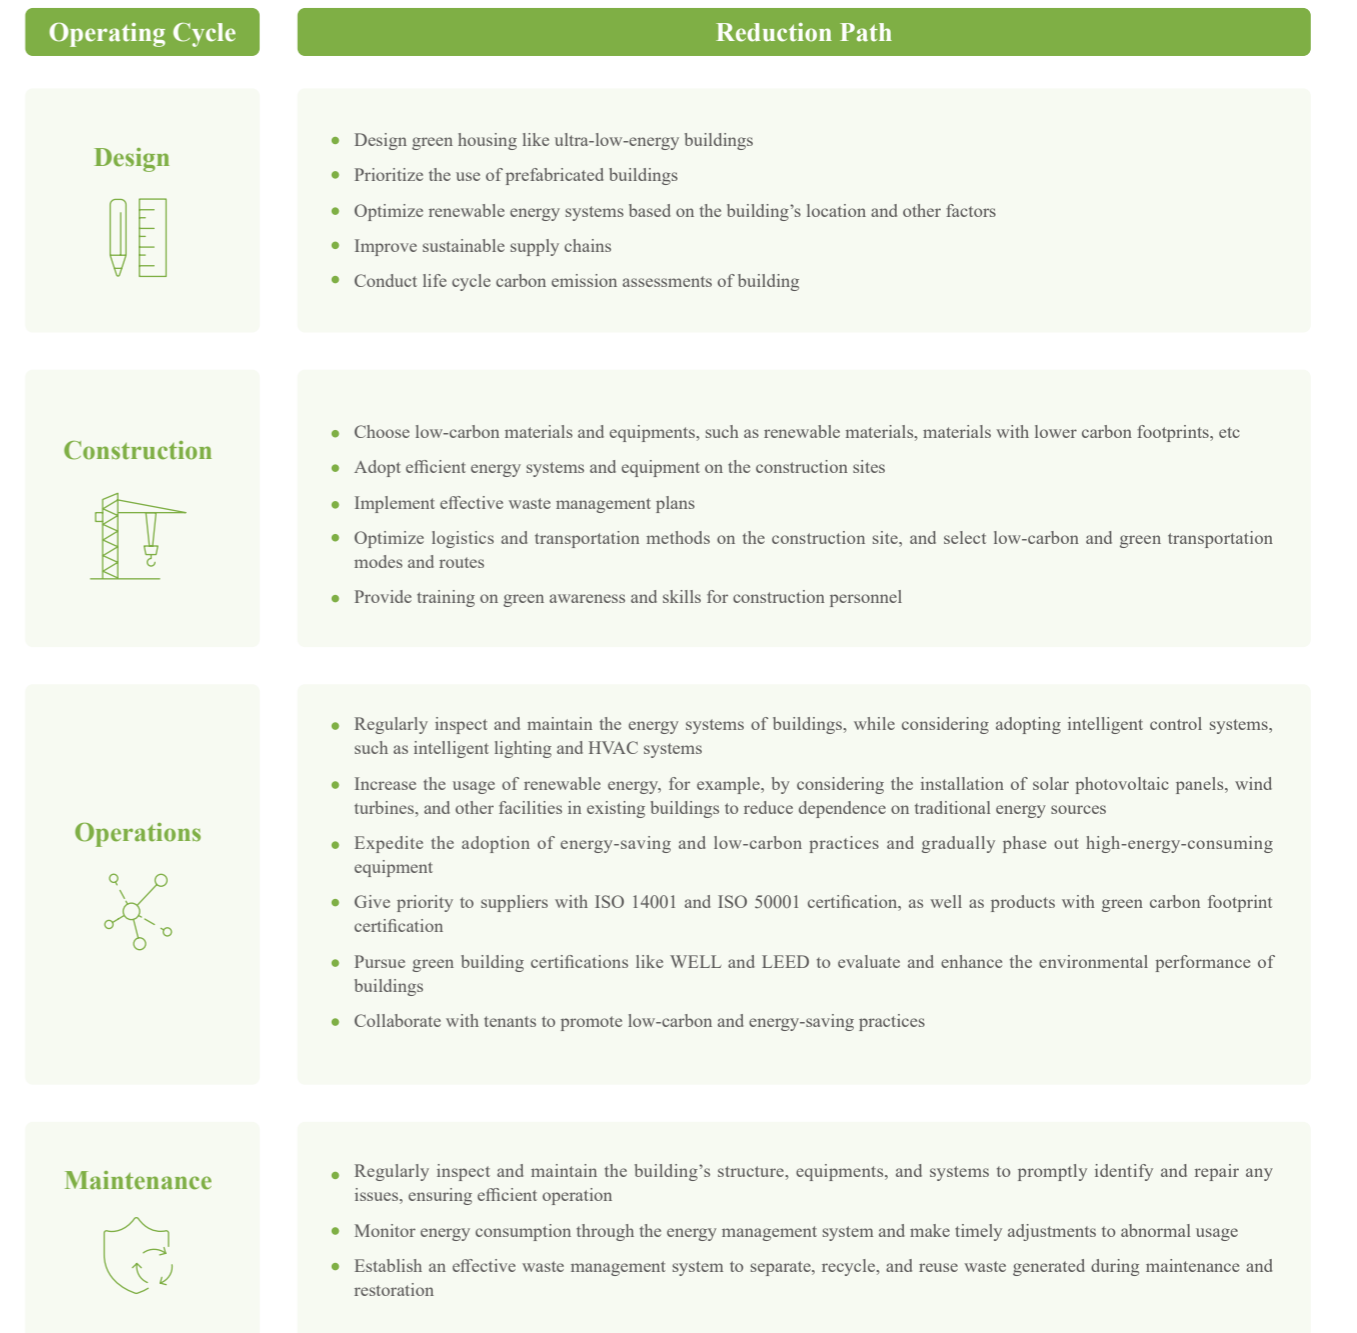 Operating Cycle
Reduction Path
Design
Design green housing like ultra-low-energy buildings
Prioritize the use of prefabricated buildings
Optimize renewable energy systems based on the building’s location and other factors
Improve sustainable supply chains
Conduct life cycle carbon emission assessments of building
Construction
Choose low-carbon materials and equipments, such as renewable materials, materials with lower carbon footprints, etc
Adopt efficient energy systems and equipment on the construction sites
Implement effective waste management plans
Optimize logistics and transportation methods on the construction site, and select low-carbon and green transportation
modes and routes
Provide training on green awareness and skills for construction personnel
Operations
Regularly inspect and maintain the energy systems of buildings, while considering adopting intelligent control systems,
such as intelligent lighting and HVAC systems
Increase the usage of renewable energy, for example, by considering the installation of solar photovoltaic panels, wind
turbines, and other facilities in existing buildings to reduce dependence on traditional energy sources
Expedite the adoption of energy-saving and low-carbon practices and gradually phase out high-energy-consuming
equipment
Give priority to suppliers with ISO 14001 and ISO 50001 certification, as well as products with green carbon footprint
certification
Pursue green building certifications like WELL and LEED to evaluate and enhance the environmental performance of
buildings
Collaborate with tenants to promote low-carbon and energy-saving practices
Maintenance
Regularly inspect and maintain the building’s structure, equipments, and systems to promptly identify and repair any
issues, ensuring efficient operation
Monitor energy consumption through the energy management system and make timely adjustments to abnormal usage
Establish an effective waste management system to separate, recycle, and reuse waste generated during maintenance and
restoration